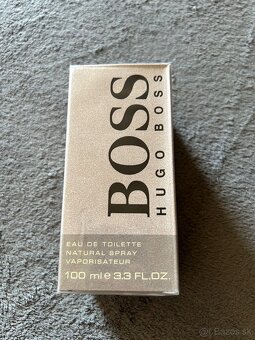 BOSS
HUGO BOSS
EAU DE TOILETTE
NATURAL SPRAY
VAPORISATEUR
100 ml e 3.3 FL.OZ.
bazos.sk